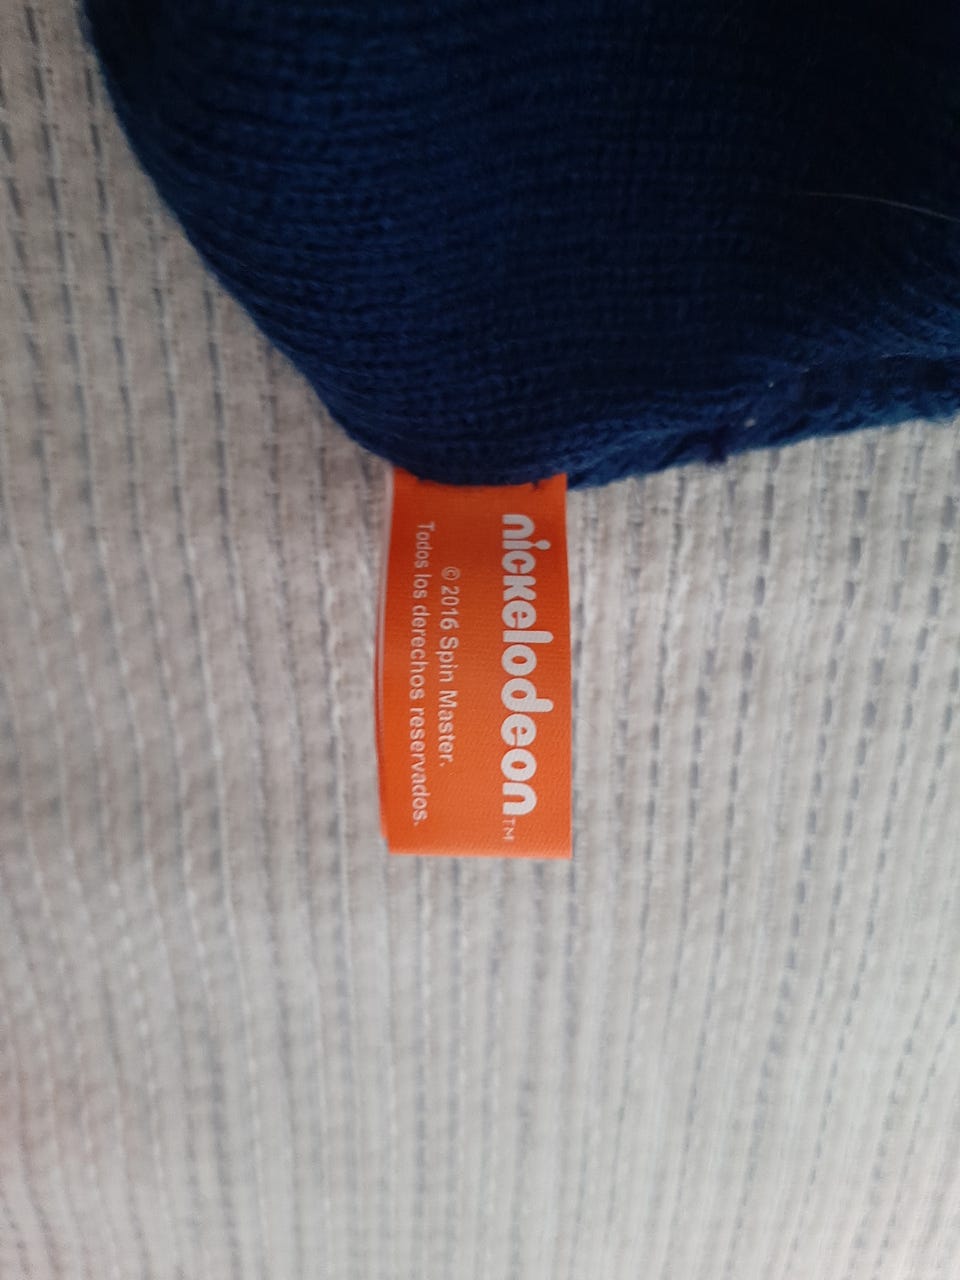 nickelodeon™
© 2016 Spin Master.
Todos los derechos reservados.